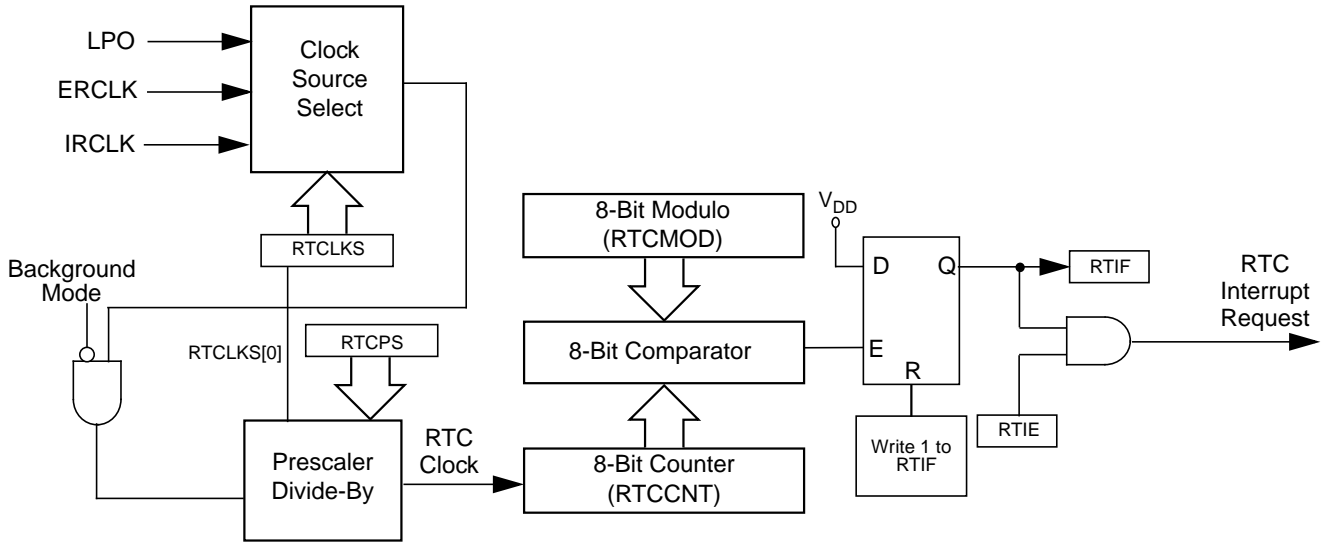 LPO
ERCLK
IRCLK
Clock
Source
Select
RTCLKS
Background
Mode
RTCLKS[0]
RTCPS
Prescaler
Divide-By
RTC
Clock
8-Bit Modulo
(RTCMOD)
8-Bit Comparator
8-Bit Counter
(RTCCNT)
VDD
D
Q
E
R
Write 1 to
RTIF
RTIF
RTIE
RTC
Interrupt
Request